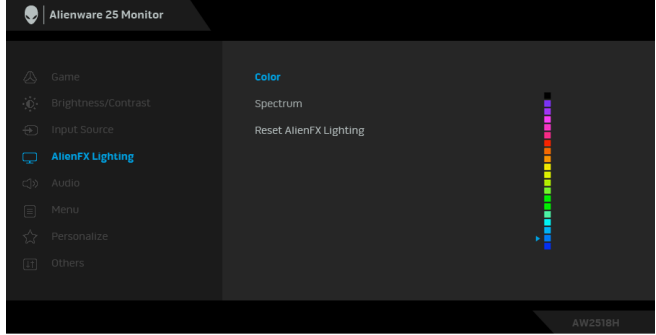 Alienware 25 Monitor
Game
Brightness/Contrast
Input Source
AlienFX Lighting
Audio
Menu
Personalize
Others
Color
Spectrum
Reset AlienFX Lighting
AW2518H